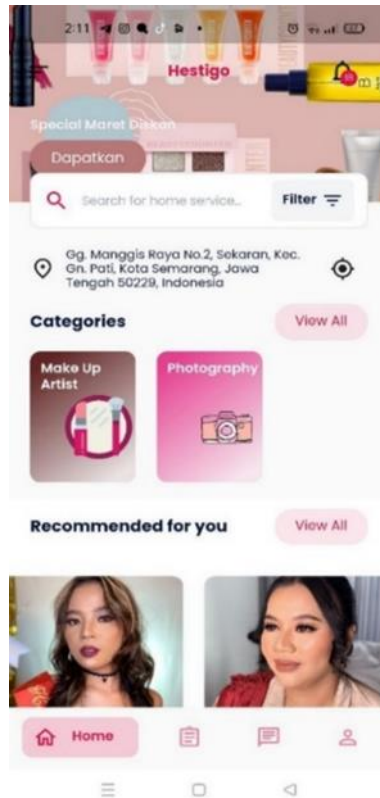 2:11
Hestigo
Special Maret Diskon
Dapatkan
Search for home service...
Filter
Gg. Manggis Raya No.2, Sekaran, Kec.
Gn. Pati, Kota Semarang, Jawa
Tengah 50229, Indonesia
Categories
View All
Make Up
Artist
Photography
Recommended for you
View All
Home